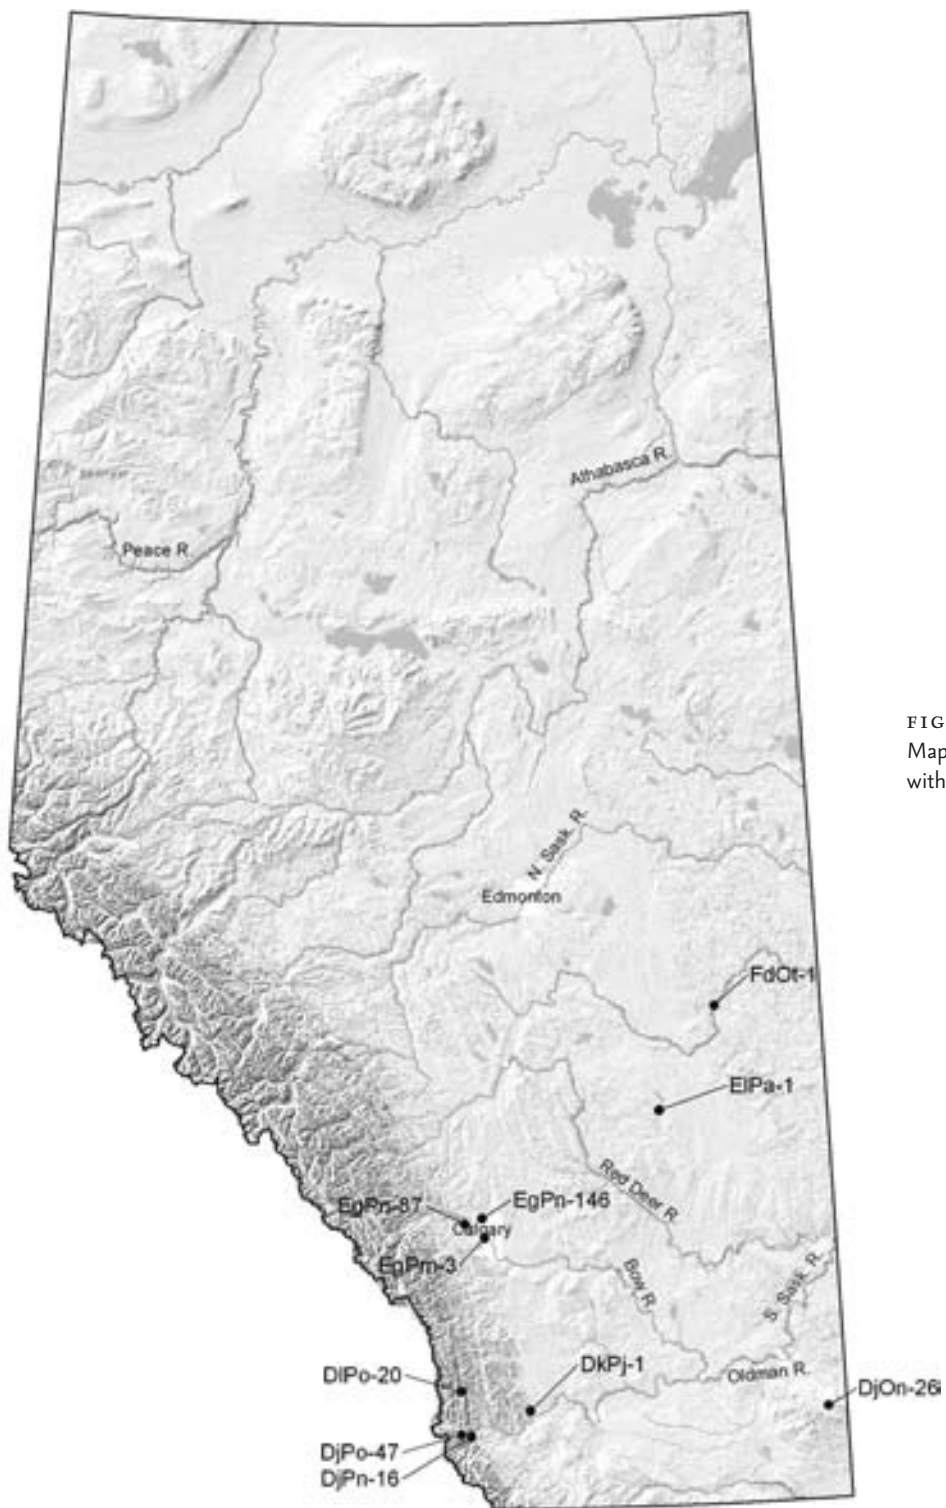 Athabasca R.
Peace R.
FIG
Map
with
N. Sask R.
Edmonton
FdOt-1
ElPa-1
Red Deer R.
EgPn-87
EgPn-146
Calgary
EgPm-3
Bow R.
S. Sask R.
DlPo-20
DkPj-1
Oldman R.
DjOn-26
DjPo-47
DjPn-16